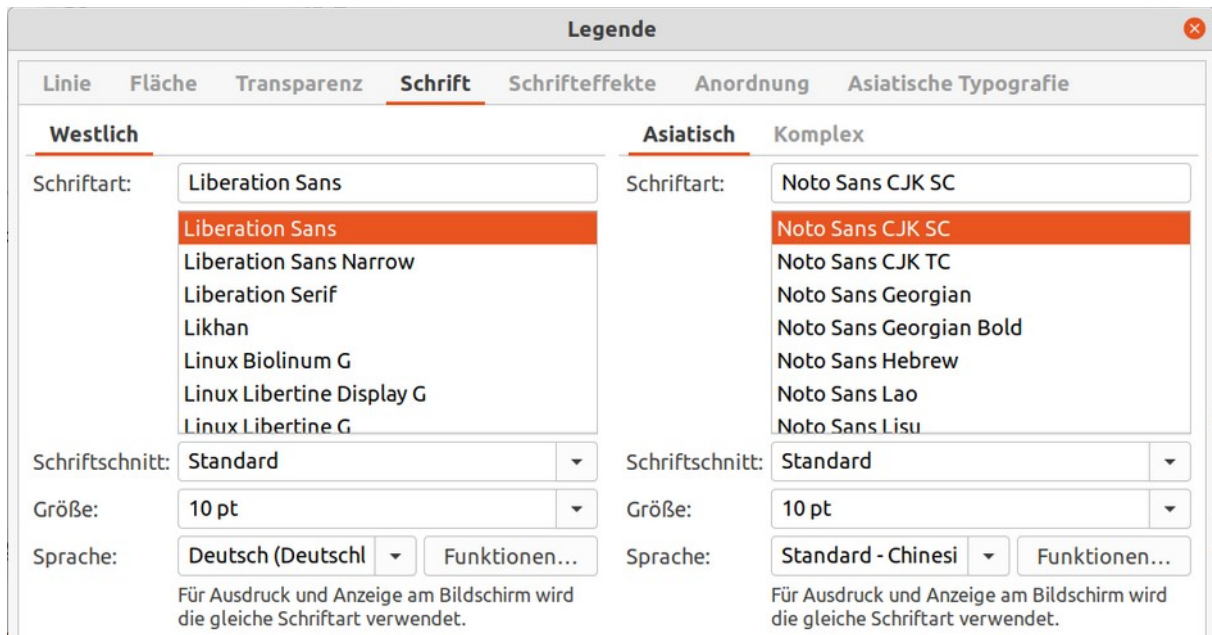 Legende
Linie Fläche Transparenz Schrift Schrifteffekte Anordnung Asiatische Typografie
Westlich
Schriftart: Liberation Sans
Liberation Sans
Liberation Sans Narrow
Liberation Serif
Likhan
Linux Biolinum G
Linux Libertine Display G
Linux Libertine G
Schriftschnitt: Standard
Größe: 10 pt
Sprache: Deutsch (Deutschl Funktionen...
Für Ausdruck und Anzeige am Bildschirm wird
die gleiche Schriftart verwendet.
Asiatisch Komplex
Schriftart: Noto Sans CJK SC
Noto Sans CJK SC
Noto Sans CJK TC
Noto Sans Georgian
Noto Sans Georgian Bold
Noto Sans Hebrew
Noto Sans Lao
Noto Sans Lisu
Schriftschnitt: Standard
Größe: 10 pt
Sprache: Standard - Chinesi Funktionen...
Für Ausdruck und Anzeige am Bildschirm wird
die gleiche Schriftart verwendet.